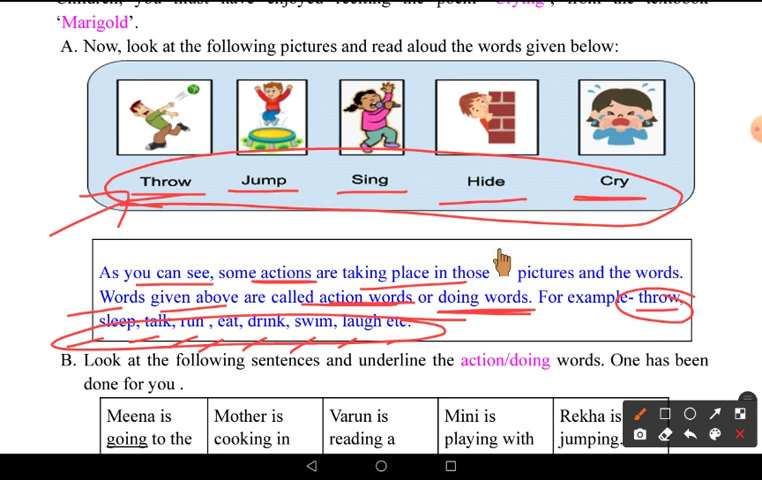 'Marigold'.
A. Now, look at the following pictures and read aloud the words given below:
Throw Jump Sing Hide Cry
As you can see, some actions are taking place in those pictures and the words.
Words given above are called action words or doing words. For example- throw,
sleep, talk, run , eat, drink, swim, laugh etc.
B. Look at the following sentences and underline the action/doing words. One has been
done for you .
Meena is Mother is Varun is Mini is Rekha is
going to the cooking in reading a playing with jumping.